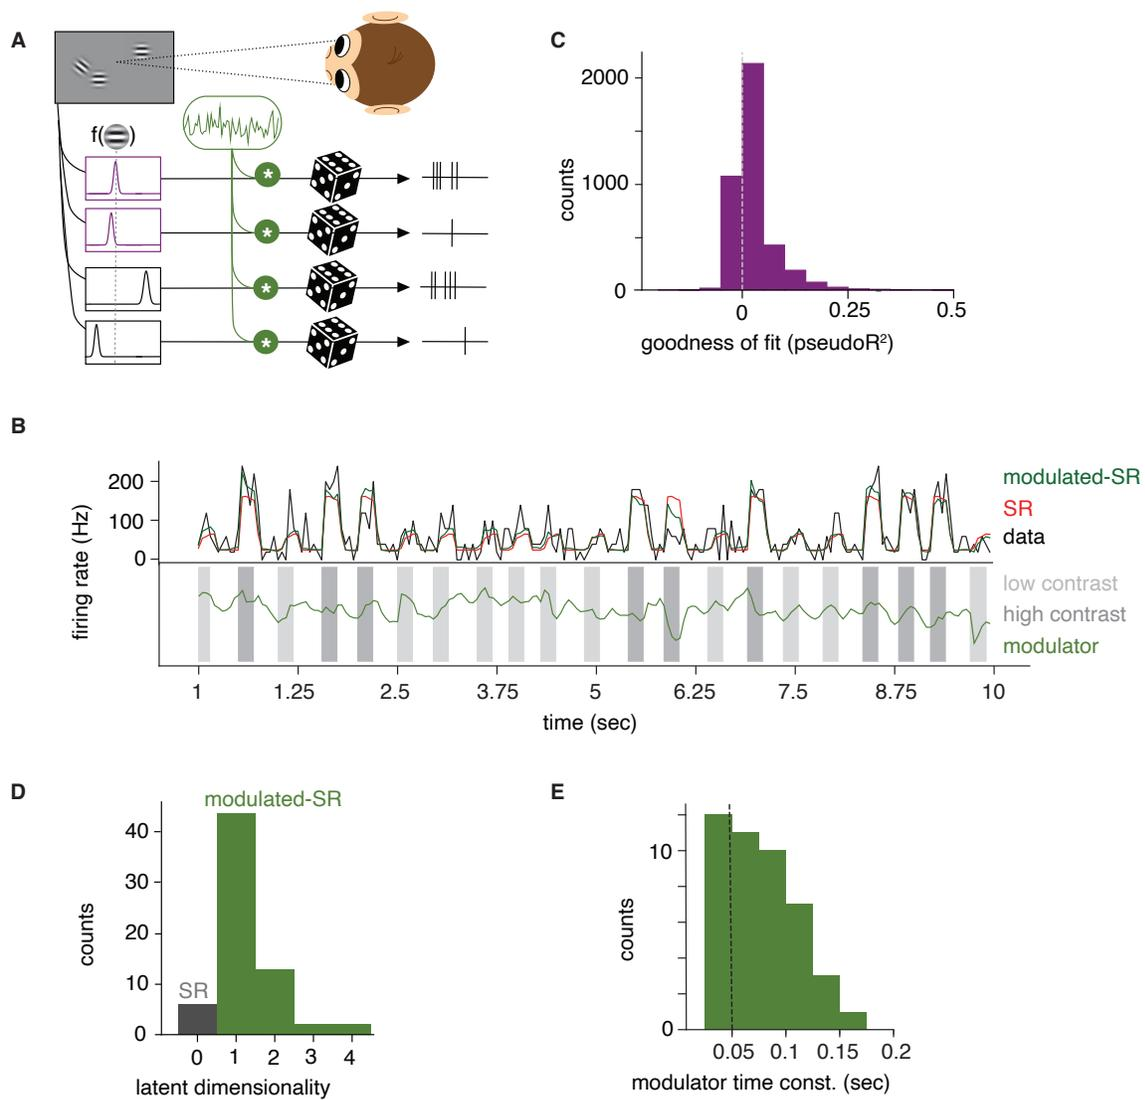 A
f( )
*
*
*
*
C
2000
1000
0
counts
0
0.25
0.5
goodness of fit (pseudoR²)
B
firing rate (Hz)
200
100
0
modulated-SR
SR
data
low contrast
high contrast
modulator
1
1.25
2.5
3.75
5
6.25
7.5
8.75
10
time (sec)
D
modulated-SR
counts
40
30
20
10
0
SR
0
1
2
3
4
latent dimensionality
E
counts
10
0
0.05
0.1
0.15
0.2
modulator time const. (sec)